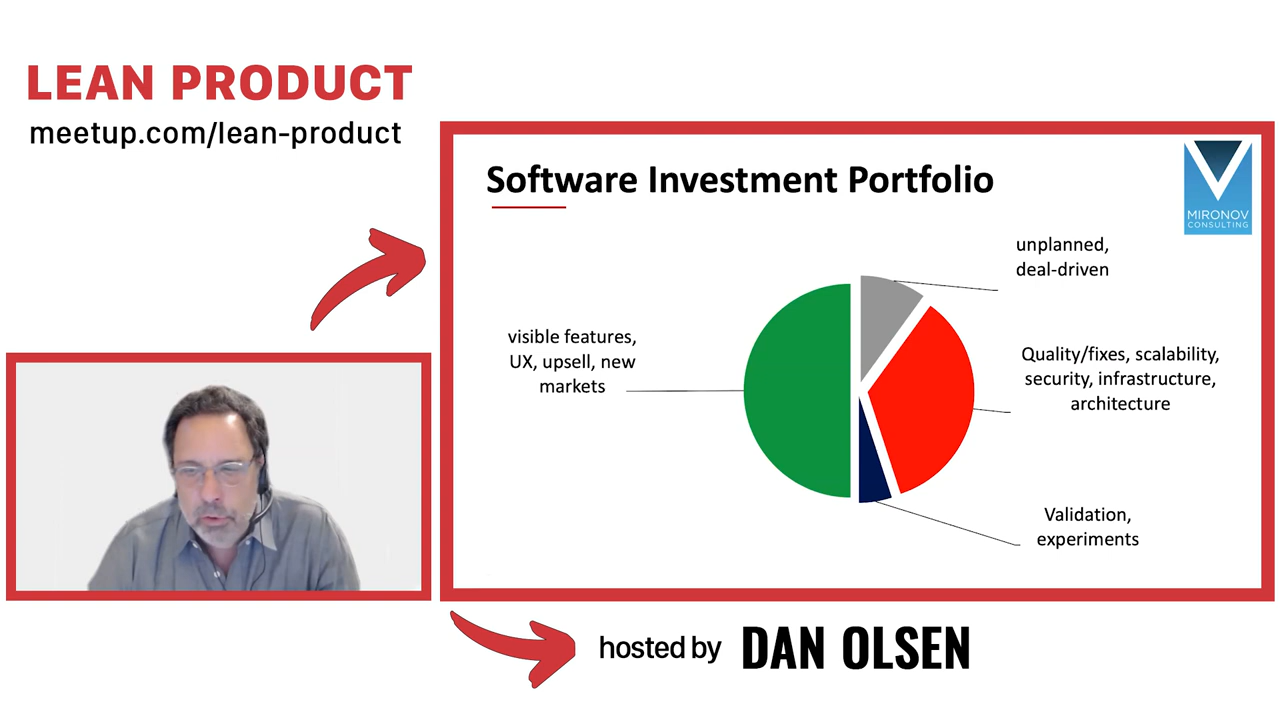 LEAN PRODUCT
meetup.com/lean-product
Software Investment Portfolio
MIRONOV
CONSULTING
unplanned,
deal-driven
visible features,
UX, upsell, new
markets
Quality/fixes, scalability,
security, infrastructure,
architecture
Validation,
experiments
hosted by DAN OLSEN